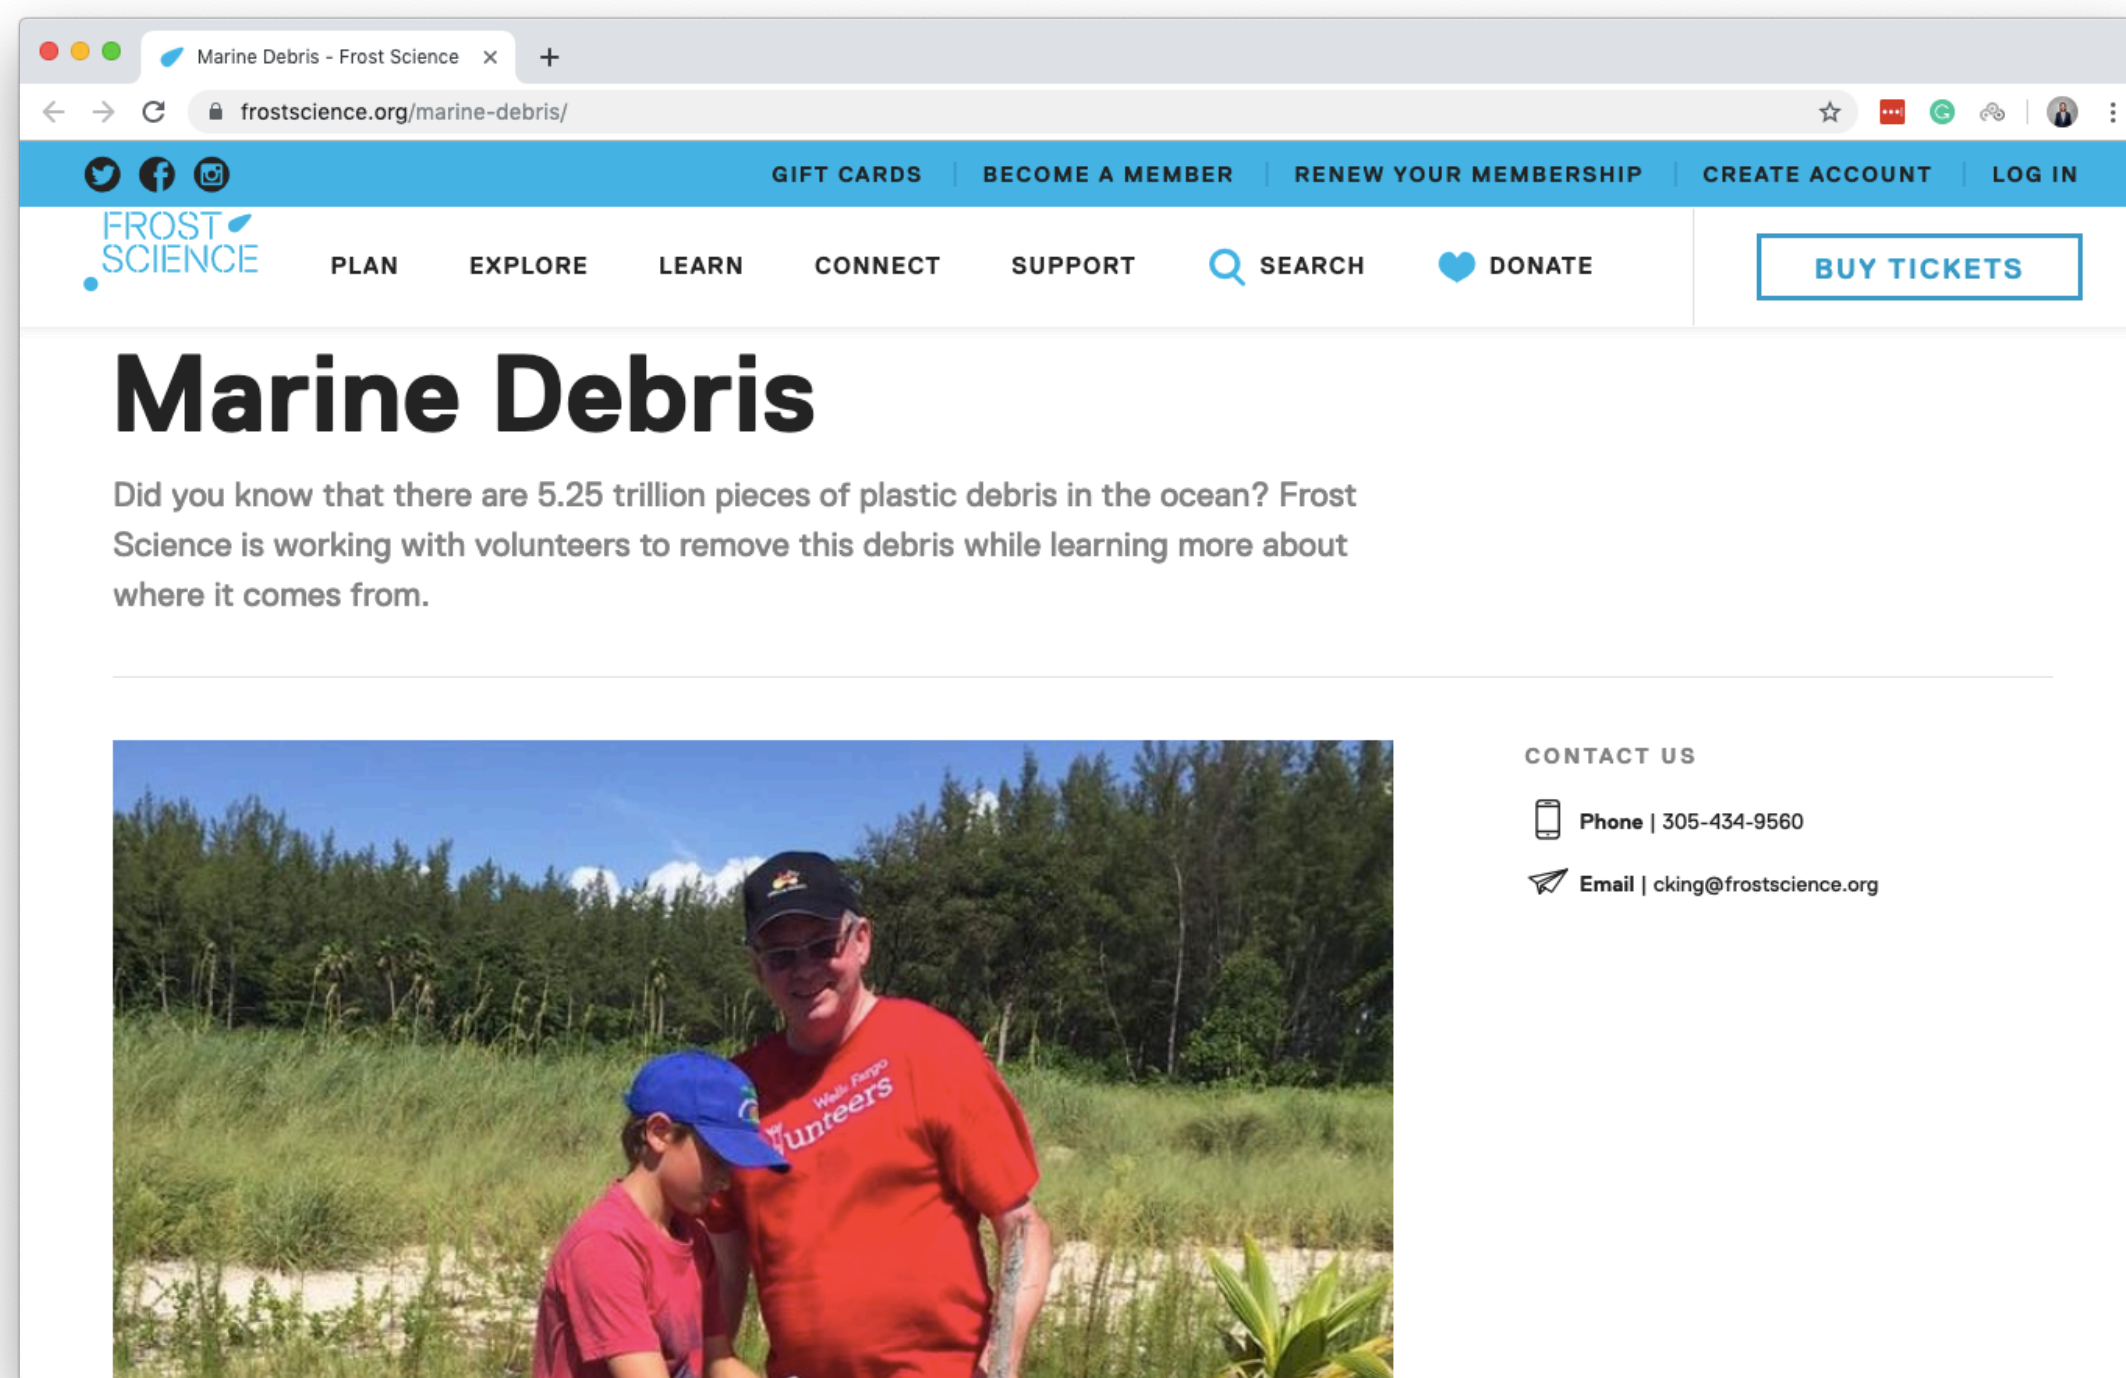 Marine Debris - Frost Science
frostscience.org/marine-debris/
GIFT CARDS BECOME A MEMBER RENEW YOUR MEMBERSHIP CREATE ACCOUNT LOG IN
FROST
SCIENCE
PLAN EXPLORE LEARN CONNECT SUPPORT SEARCH DONATE BUY TICKETS
Marine Debris
Did you know that there are 5.25 trillion pieces of plastic debris in the ocean? Frost
Science is working with volunteers to remove this debris while learning more about
where it comes from.
CONTACT US
Phone | 305-434-9560
Email | cking@frostscience.org
Wells Fargo
unteers